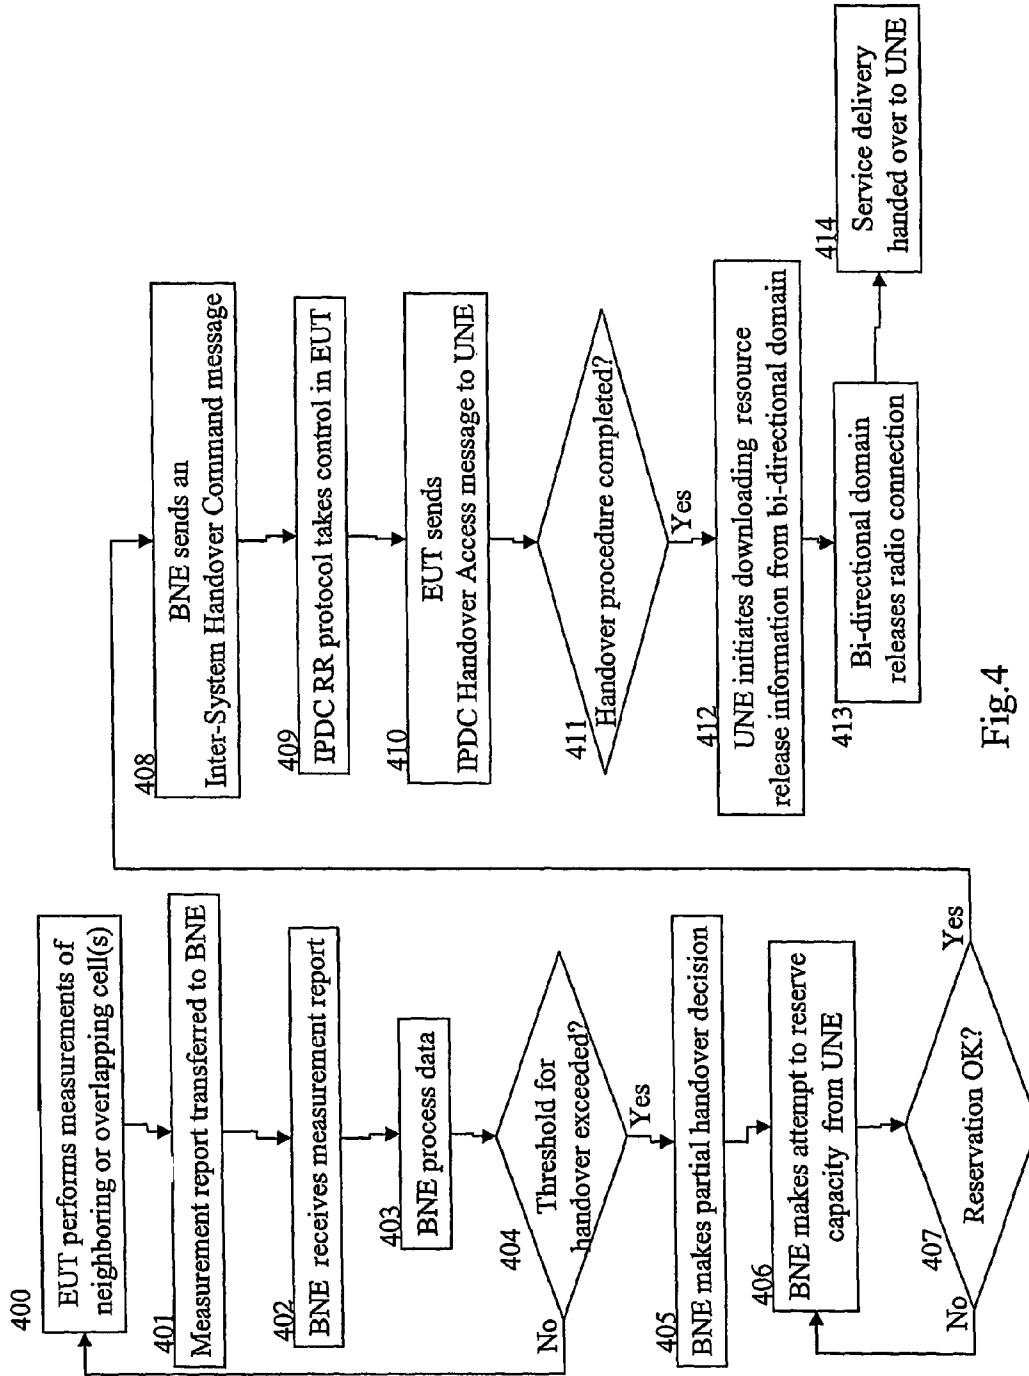 400
EUT performs measurements of
neighboring or overlapping cell(s)
401
Measurement report transferred to BNE
402
BNE receives measurement report
403
BNE process data
404
Threshold for
handover exceeded?
No
Yes
405
BNE makes partial handover decision
406
BNE makes attempt to reserve
capacity from UNE
407
Reservation OK?
No
Yes
408
BNE sends an
Inter-System Handover Command message
409
IPDC RR protocol takes control in EUT
410
EUT sends
IPDC Handover Access message to UNE
411
Handover procedure completed?
Yes
412
UNE initiates downloading resource
release information from bi-directional domain
413
Bi-directional domain
releases radio connection
414
Service delivery
handed over to UNE
Fig.4